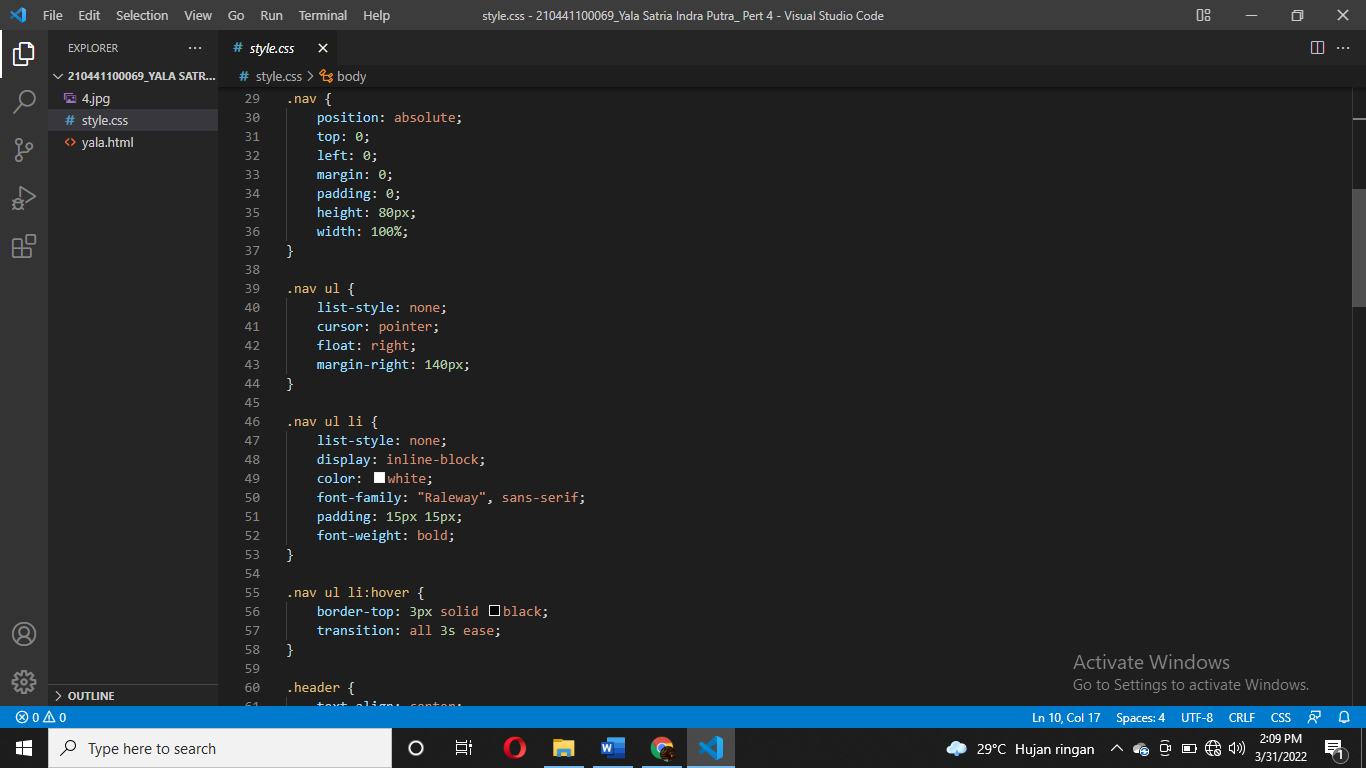 File Edit Selection View Go Run Terminal Help
style.css - 210441100069_Yala Satria Indra Putra_ Pert 4 - Visual Studio Code
EXPLORER ···
210441100069_YALA SATR...
4.jpg
# style.css
<> yala.html
OUTLINE
# style.css ×
# style.css > body
29 .nav {
30 position: absolute;
31 top: 0;
32 left: 0;
33 margin: 0;
34 padding: 0;
35 height: 80px;
36 width: 100%;
37 }
38
39 .nav ul {
40 list-style: none;
41 cursor: pointer;
42 float: right;
43 margin-right: 140px;
44 }
45
46 .nav ul li {
47 list-style: none;
48 display: inline-block;
49 color: white;
50 font-family: "Raleway", sans-serif;
51 padding: 15px 15px;
52 font-weight: bold;
53 }
54
55 .nav ul li:hover {
56 border-top: 3px solid black;
57 transition: all 3s ease;
58 }
59
60 .header {
61 text-align: center;
Activate Windows
Go to Settings to activate Windows.
0 0
Ln 10, Col 17 Spaces: 4 UTF-8 CRLF CSS
Type here to search
29°C Hujan ringan
2:09 PM
3/31/2022
1